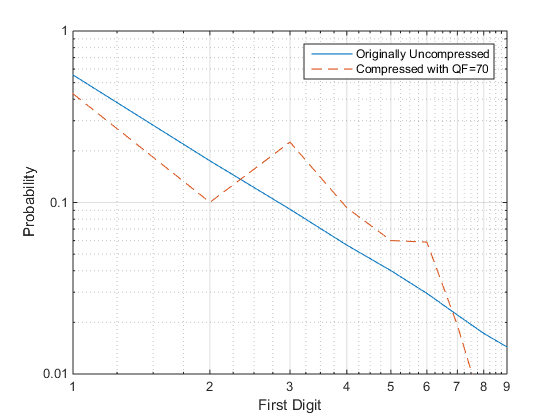 1
Originally Uncompressed
Compressed with QF=70
0.1
Probability
0.01
1 2 3 4 5 6 7 8 9
First Digit